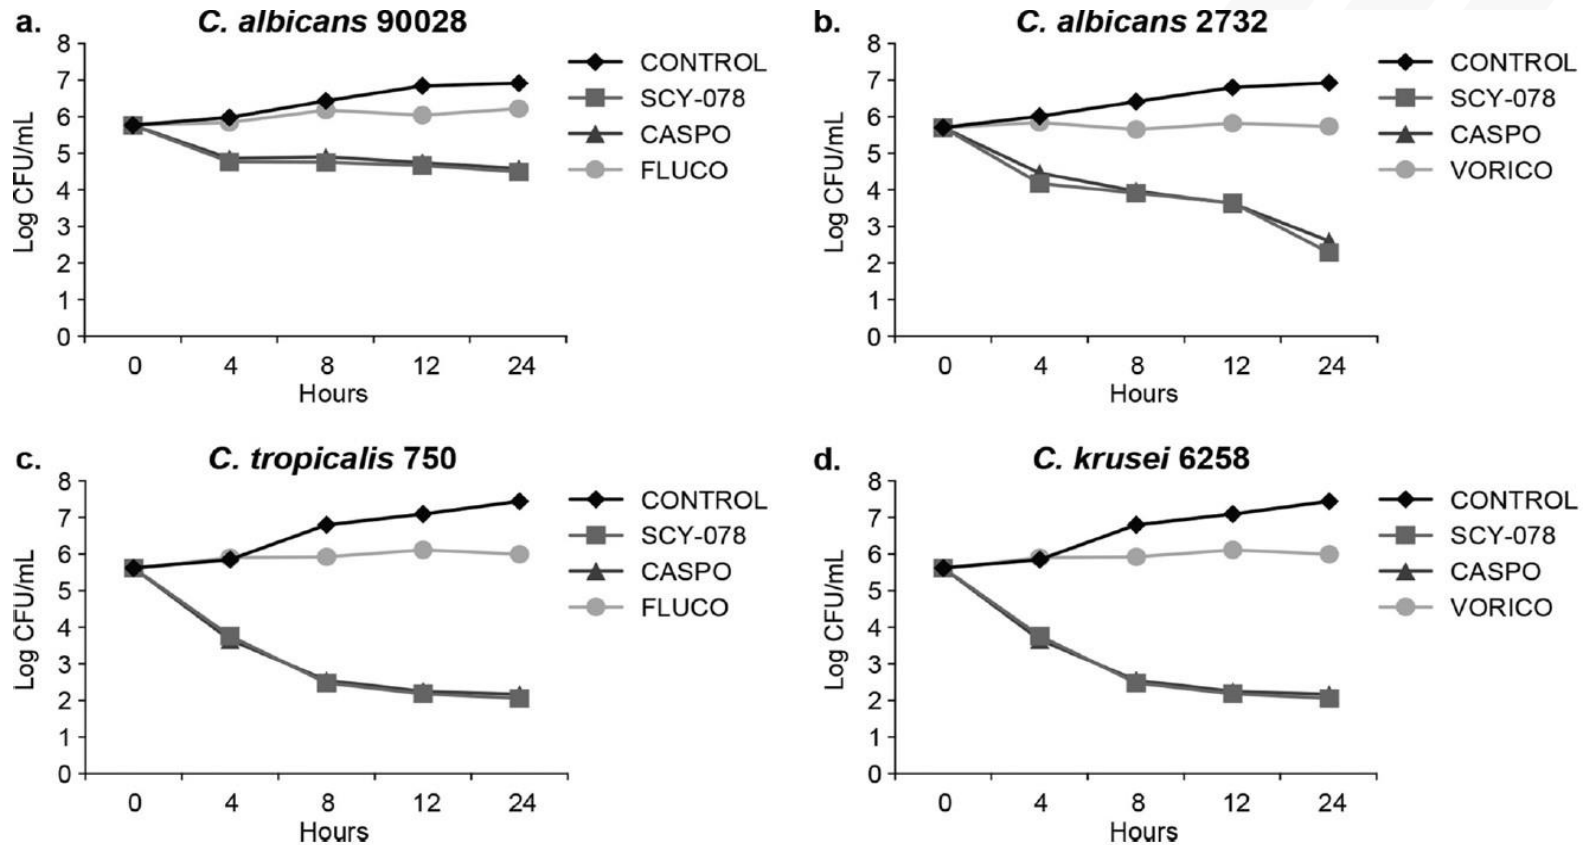 a. C. albicans 90028
8
7
6
5
4
3
2
1
0
Log CFU/mL
0 4 8 12 24
Hours
CONTROL
SCY-078
CASPO
FLUCO
b. C. albicans 2732
8
7
6
5
4
3
2
1
0
Log CFU/mL
0 4 8 12 24
Hours
CONTROL
SCY-078
CASPO
VORICO
c. C. tropicalis 750
8
7
6
5
4
3
2
1
0
Log CFU/mL
0 4 8 12 24
Hours
CONTROL
SCY-078
CASPO
FLUCO
d. C. krusei 6258
8
7
6
5
4
3
2
1
0
Log CFU/mL
0 4 8 12 24
Hours
CONTROL
SCY-078
CASPO
VORICO